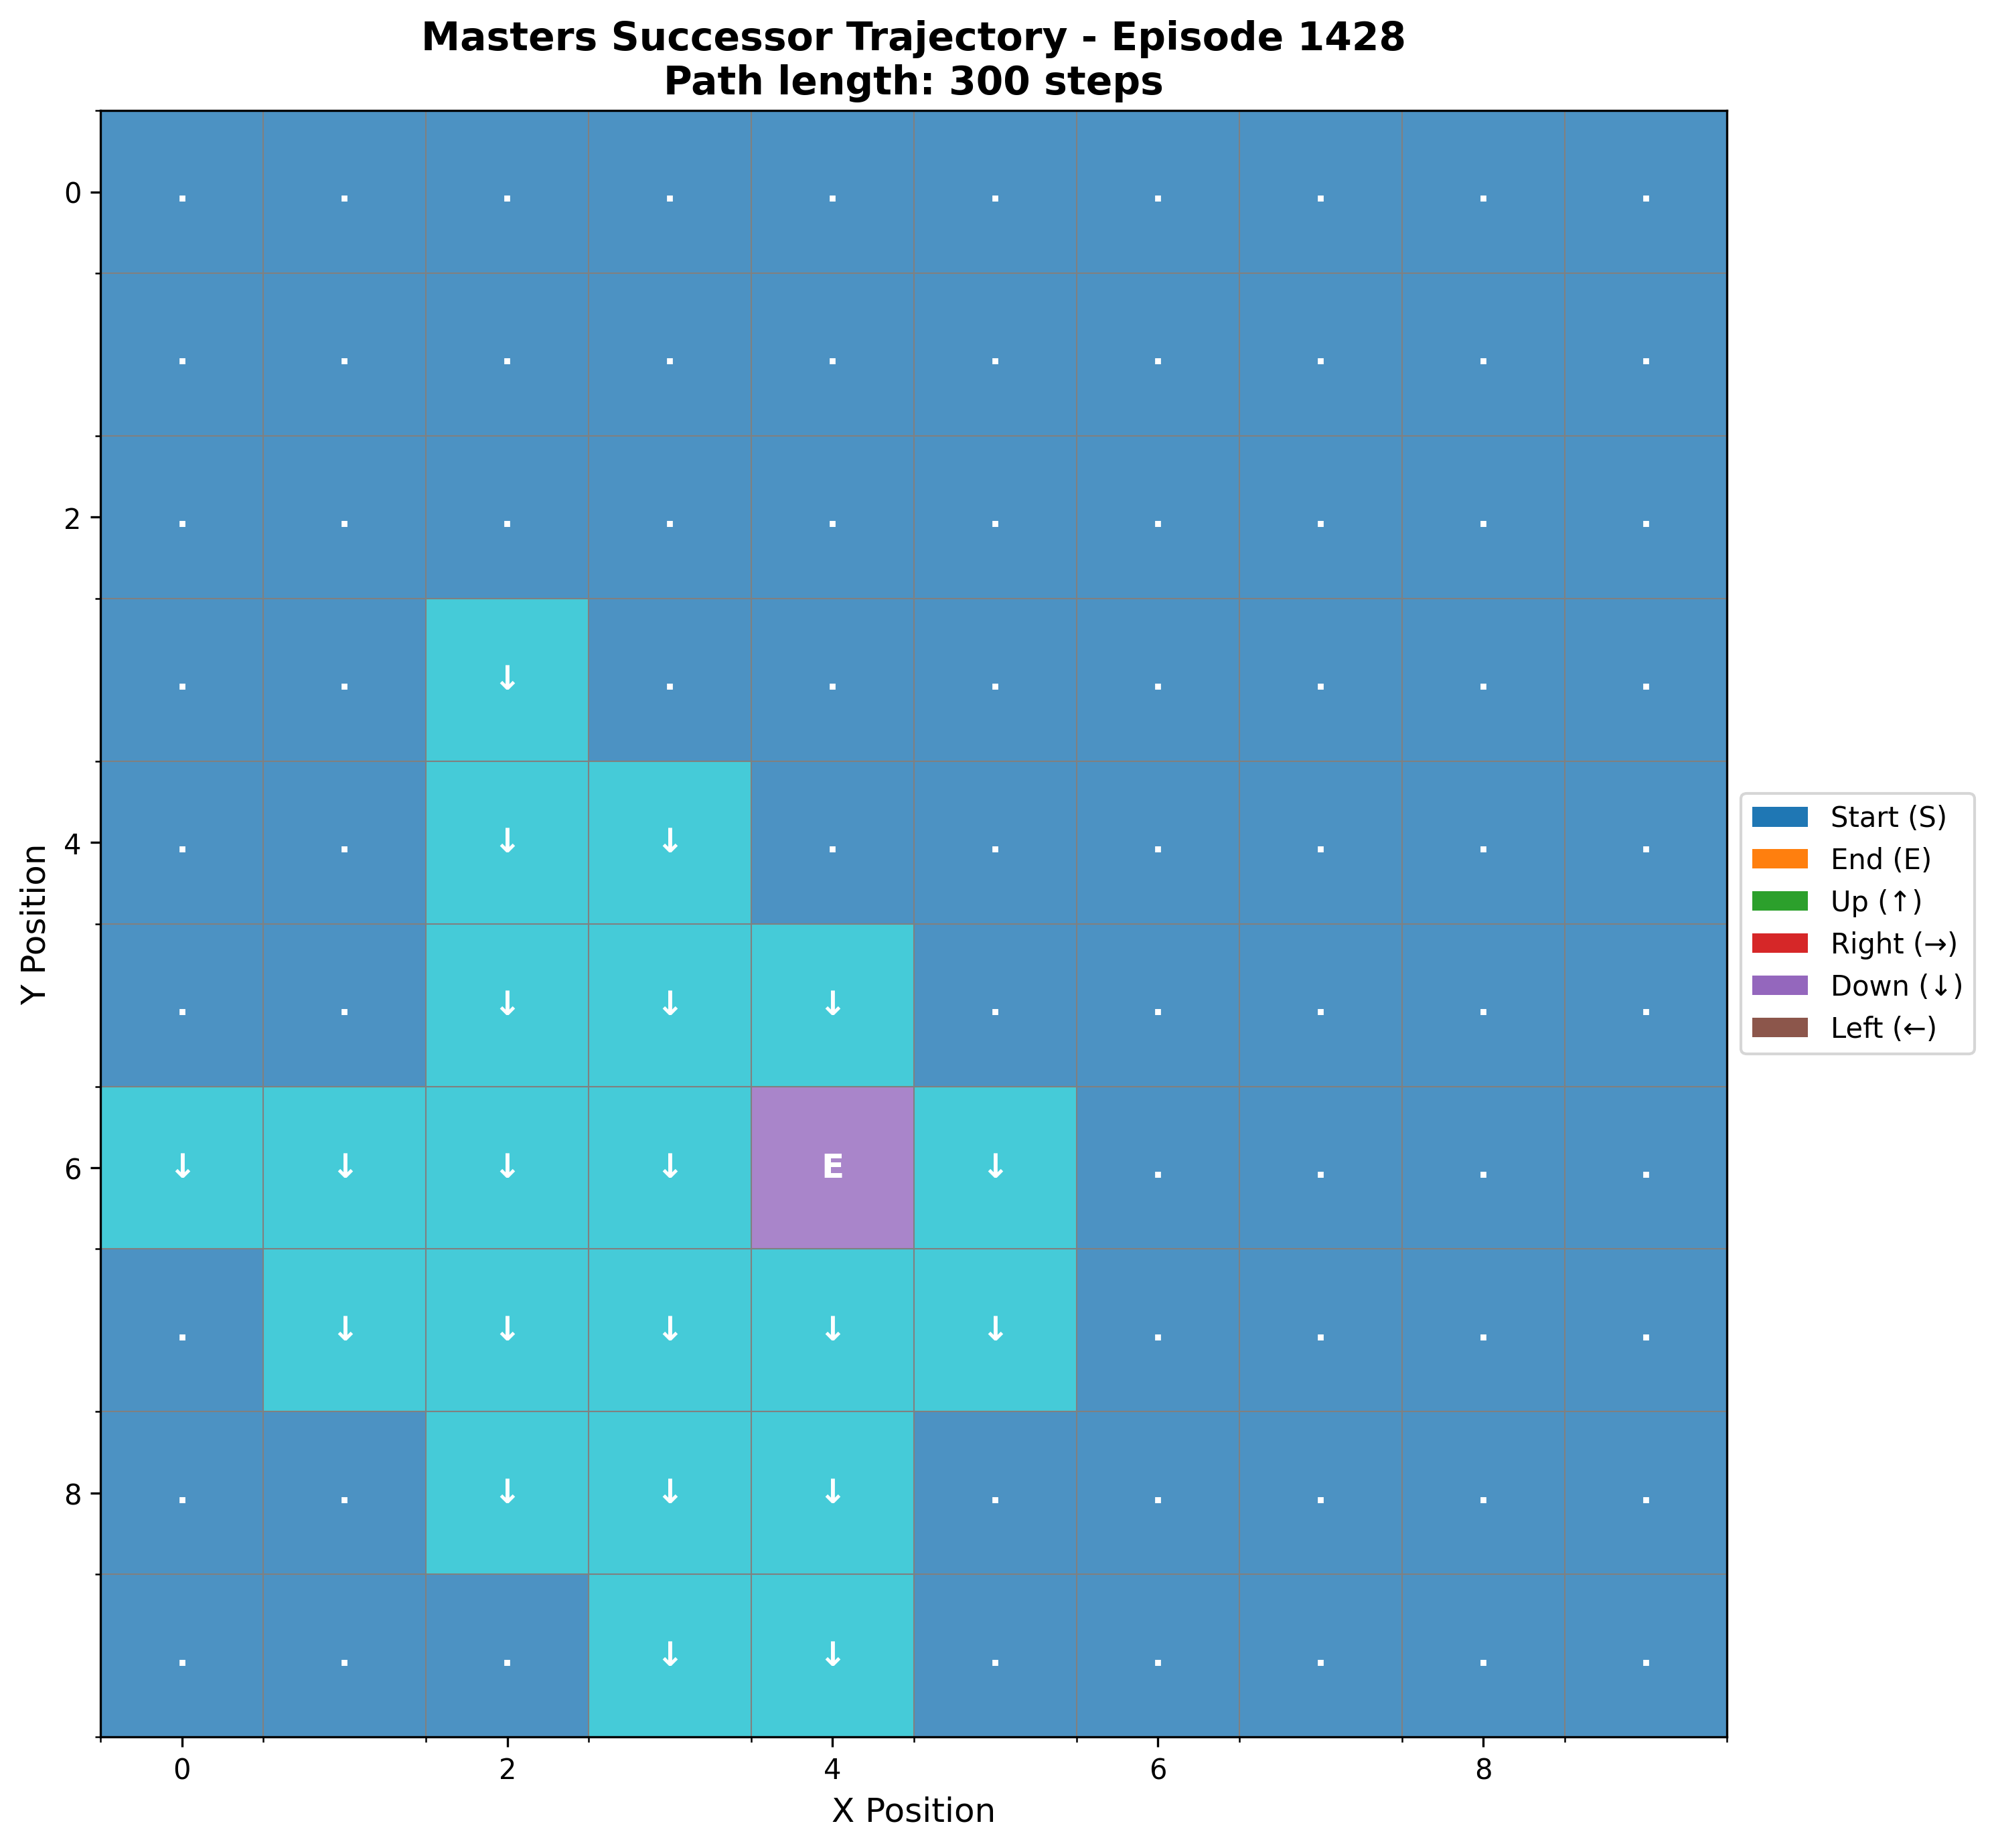 Masters Successor Trajectory - Episode 1428
Path length: 300 steps
0 . . . . . . . . . .
. . . . . . . . . .
2 . . . . . . . . . .
. . ↓ . . . . . . .
4 . . ↓ ↓ . . . . . .
. . ↓ ↓ ↓ . . . . .
6 ↓ ↓ ↓ ↓ E ↓ . . . .
. ↓ ↓ ↓ ↓ ↓ . . . .
8 . . ↓ ↓ ↓ . . . . .
. . . ↓ ↓ . . . . .
0 2 4 6 8
X Position
Y Position
Start (S)
End (E)
Up (↑)
Right (→)
Down (↓)
Left (←)